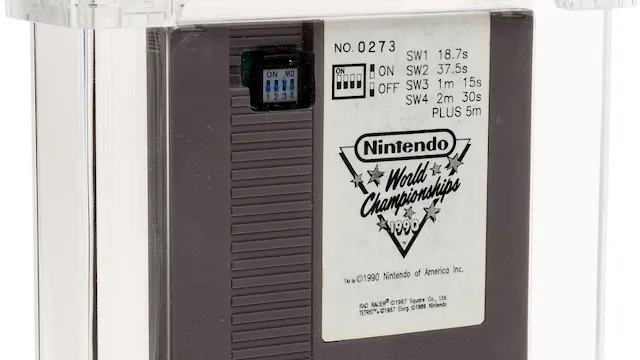 NO. 0273
SW1 18.7s
SW2 37.5s
SW3 1m 15s
SW4 2m 30s
PLUS 5m
ON
ON
OFF
ON
1 2 3 4
Nintendo
World
Championships
1990
TM & ©1990 Nintendo of America Inc.
RAD RACER ©1987 Square Co., Ltd.
TETRIS ©1987 Elorg ©1989 Nintendo